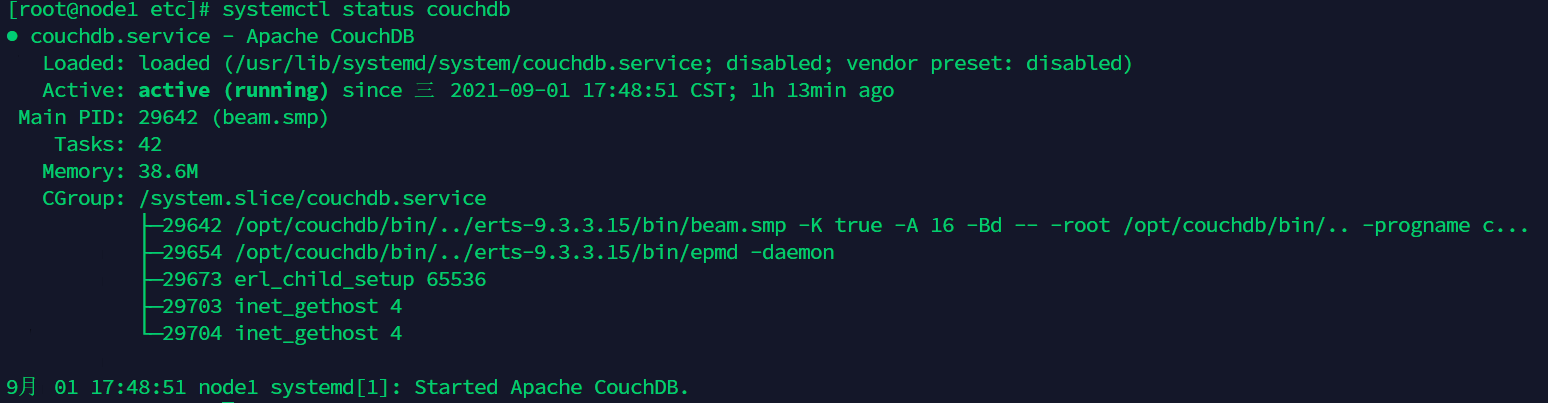 [root@node1 etc]# systemctl status couchdb
● couchdb.service - Apache CouchDB
   Loaded: loaded (/usr/lib/systemd/system/couchdb.service; disabled; vendor preset: disabled)
   Active: active (running) since 三 2021-09-01 17:48:51 CST; 1h 13min ago
 Main PID: 29642 (beam.smp)
    Tasks: 42
   Memory: 38.6M
   CGroup: /system.slice/couchdb.service
           ├─29642 /opt/couchdb/bin/../erts-9.3.3.15/bin/beam.smp -K true -A 16 -Bd -- -root /opt/couchdb/bin/.. -progname c...
           ├─29654 /opt/couchdb/bin/../erts-9.3.3.15/bin/epmd -daemon
           ├─29673 erl_child_setup 65536
           ├─29703 inet_gethost 4
           └─29704 inet_gethost 4
9月 01 17:48:51 node1 systemd[1]: Started Apache CouchDB.